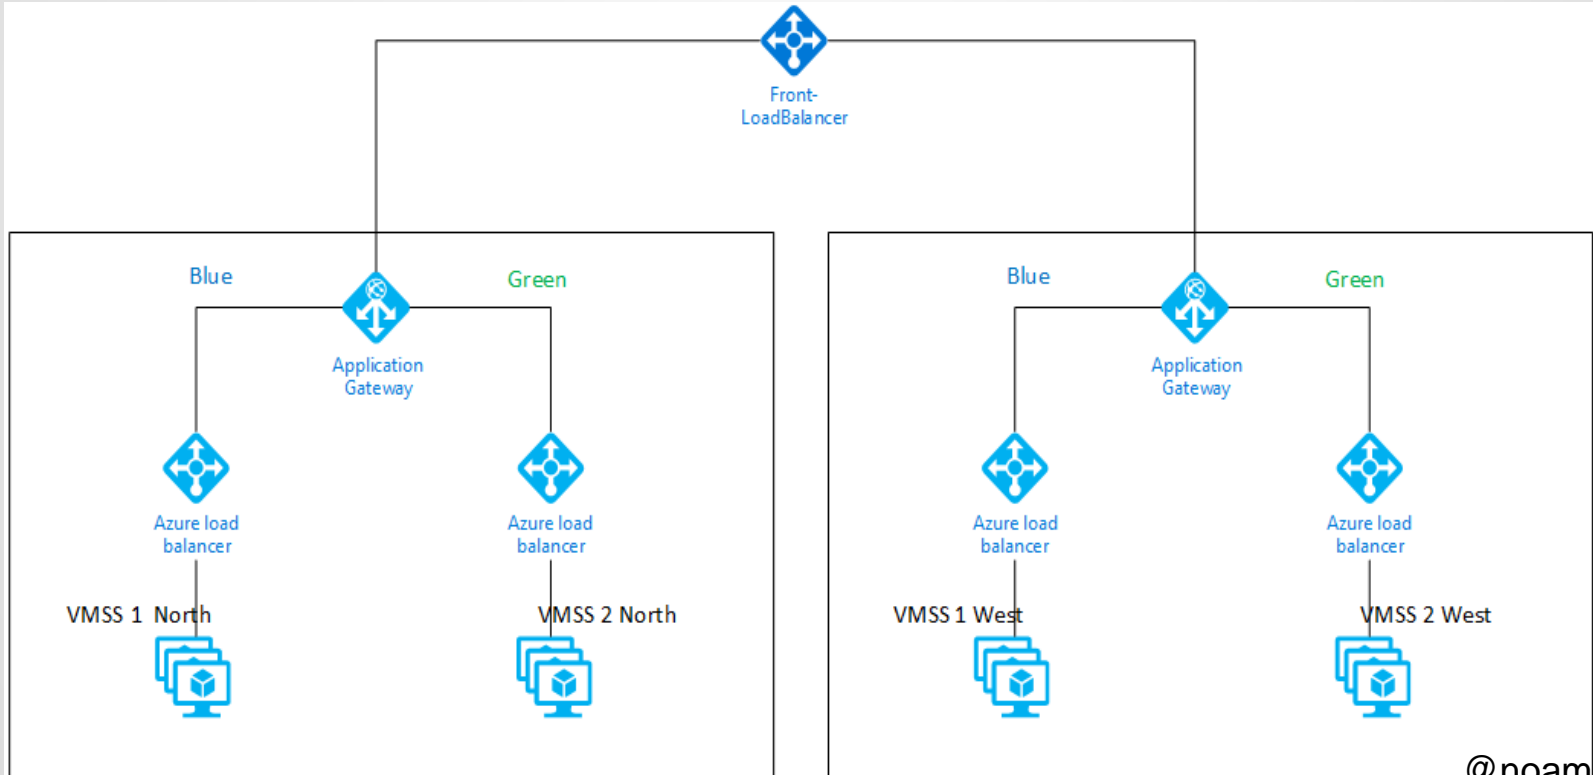 Front-
LoadBalancer
Blue
Green
Blue
Green
Application
Gateway
Application
Gateway
Azure load
balancer
Azure load
balancer
Azure load
balancer
Azure load
balancer
VMSS 1  North
VMSS 2 North
VMSS 1 West
VMSS 2 West
@noam